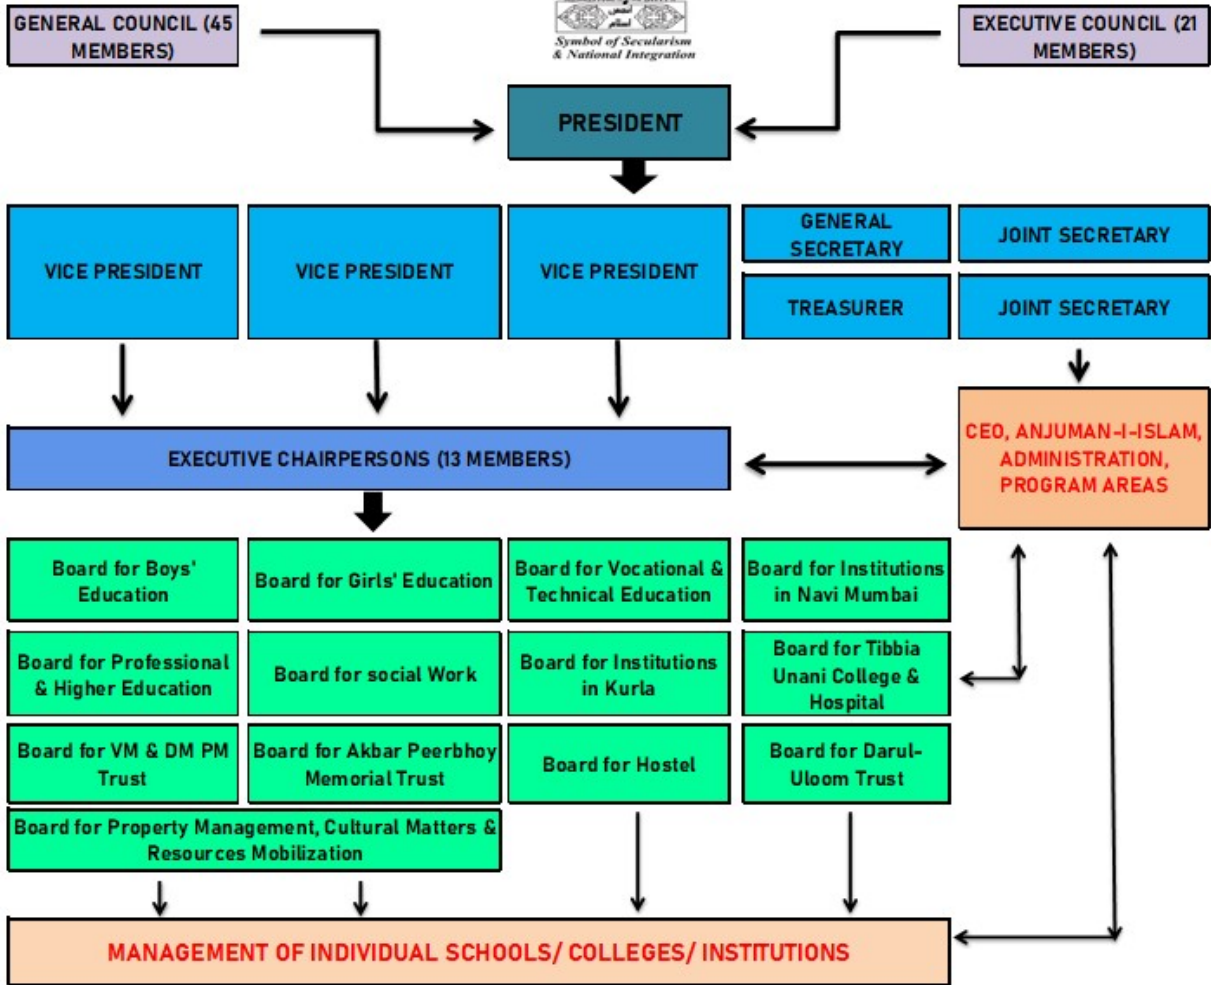 GENERAL COUNCIL (45
MEMBERS)
انجمن
اسلام
Symbol of Secularism
& National Integration
EXECUTIVE COUNCIL (21
MEMBERS)
PRESIDENT
VICE PRESIDENT
VICE PRESIDENT
VICE PRESIDENT
GENERAL
SECRETARY
JOINT SECRETARY
TREASURER
JOINT SECRETARY
EXECUTIVE CHAIRPERSONS (13 MEMBERS)
CEO, ANJUMAN-I-ISLAM,
ADMINISTRATION,
PROGRAM AREAS
Board for Boys'
Education
Board for Girls' Education
Board for Vocational &
Technical Education
Board for Institutions
in Navi Mumbai
Board for Professional
& Higher Education
Board for social Work
Board for Institutions
in Kurla
Board for Tibbia
Unani College &
Hospital
Board for VM & DM PM
Trust
Board for Akbar Peerbhoy
Memorial Trust
Board for Hostel
Board for Darul-
Uloom Trust
Board for Property Management, Cultural Matters &
Resources Mobilization
MANAGEMENT OF INDIVIDUAL SCHOOLS/ COLLEGES/ INSTITUTIONS